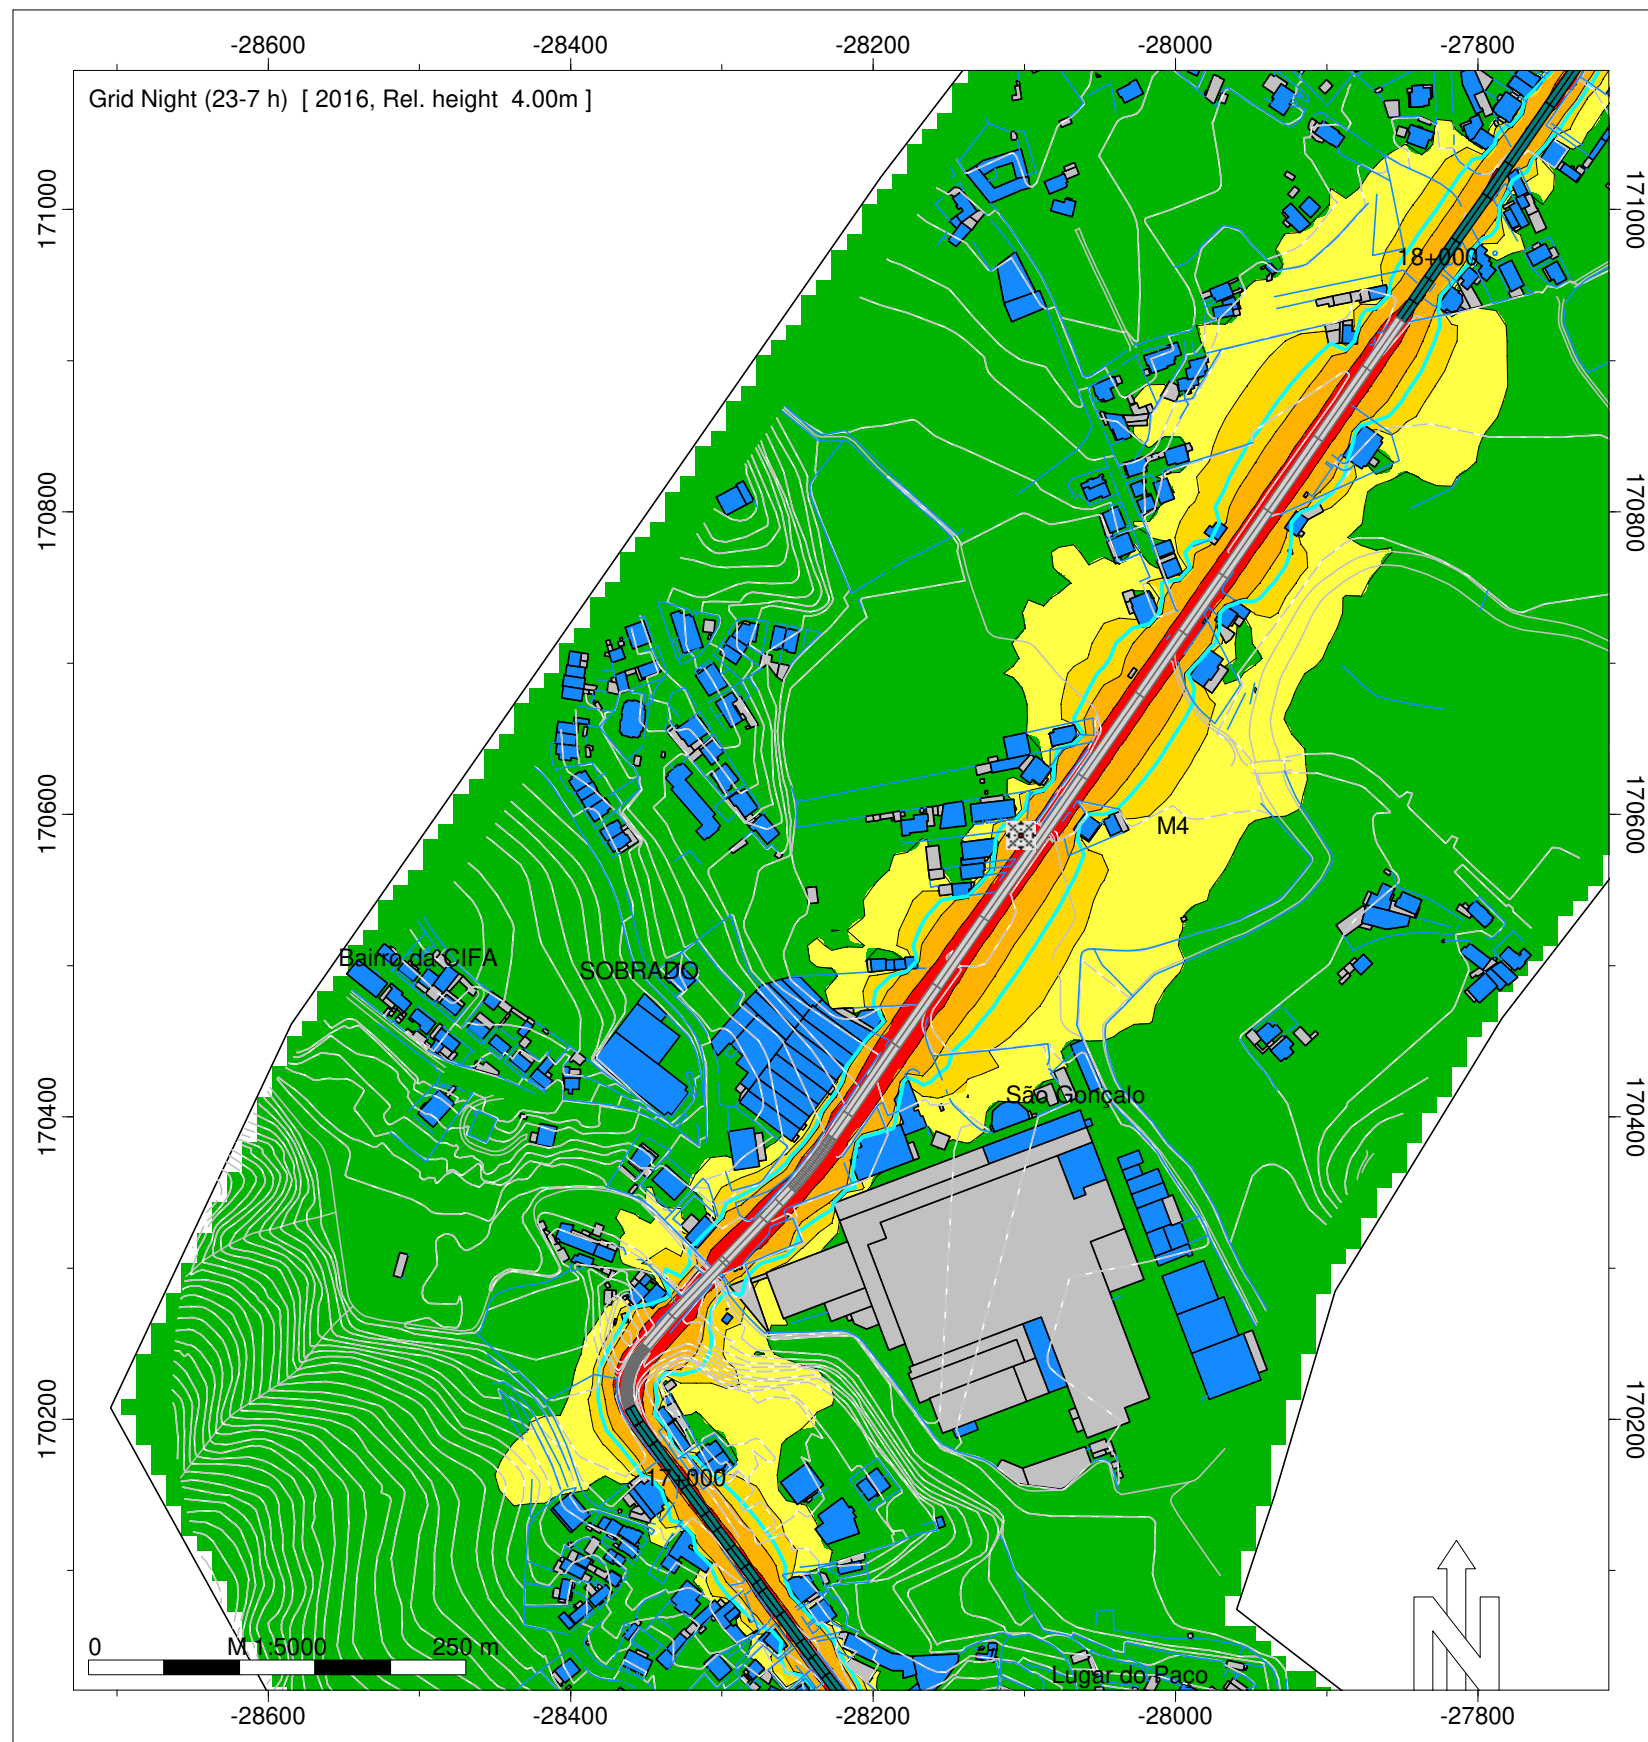 -28600 -28400 -28200 -28000 -27800
Grid Night (23-7 h) [ 2016, Rel. height 4.00m ]
171000
171000
18+000
170800
170800
170600
170600
M4
Bairro da CIFA
SOBRADO
São Gonçalo
170400
170400
170200
170200
17+000
0 M 1:5000 250 m
Lugar do Paço
N
-28600 -28400 -28200 -28000 -27800